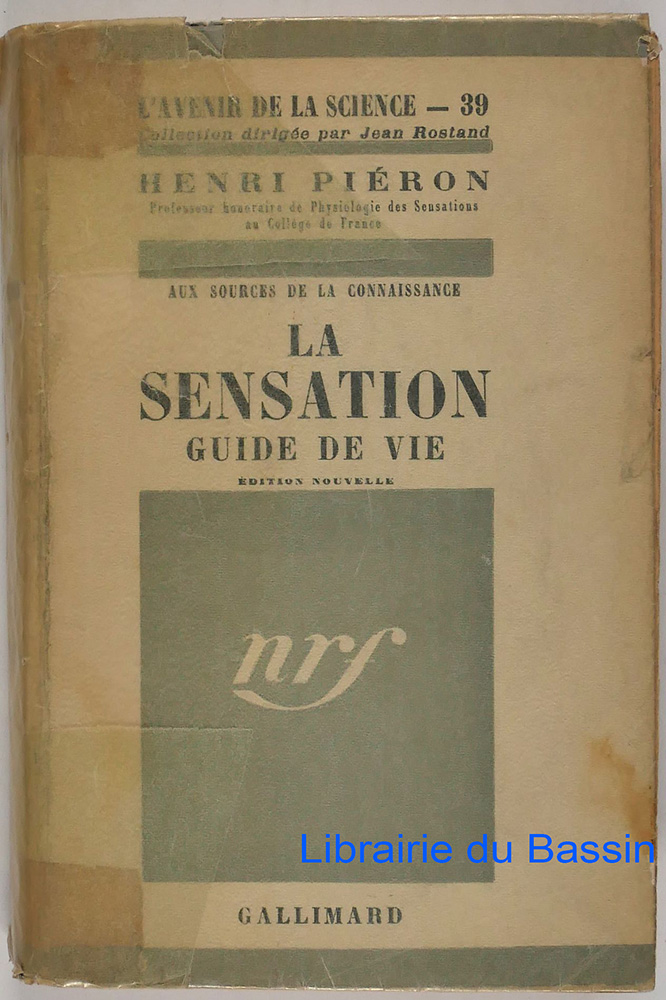 L'AVENIR DE LA SCIENCE — 39
Collection dirigée par Jean Rostand
HENRI PIÉRON
Professeur honoraire de Physiologie des Sensations
au Collège de France
AUX SOURCES DE LA CONNAISSANCE
LA
SENSATION
GUIDE DE VIE
ÉDITION NOUVELLE
nrf
Librairie du Bassin
GALLIMARD